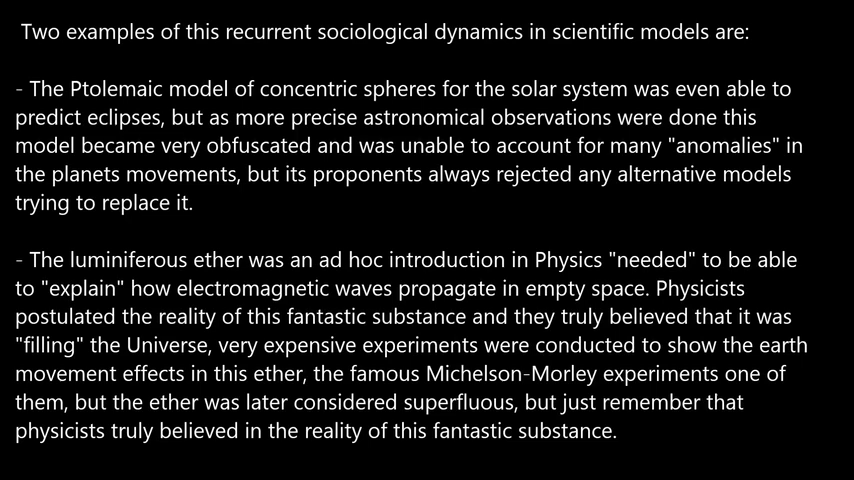 Two examples of this recurrent sociological dynamics in scientific models are:
- The Ptolemaic model of concentric spheres for the solar system was even able to
predict eclipses, but as more precise astronomical observations were done this
model became very obfuscated and was unable to account for many "anomalies" in
the planets movements, but its proponents always rejected any alternative models
trying to replace it.
- The luminiferous ether was an ad hoc introduction in Physics "needed" to be able
to "explain" how electromagnetic waves propagate in empty space. Physicists
postulated the reality of this fantastic substance and they truly believed that it was
"filling" the Universe, very expensive experiments were conducted to show the earth
movement effects in this ether, the famous Michelson-Morley experiments one of
them, but the ether was later considered superfluous, but just remember that
physicists truly believed in the reality of this fantastic substance.